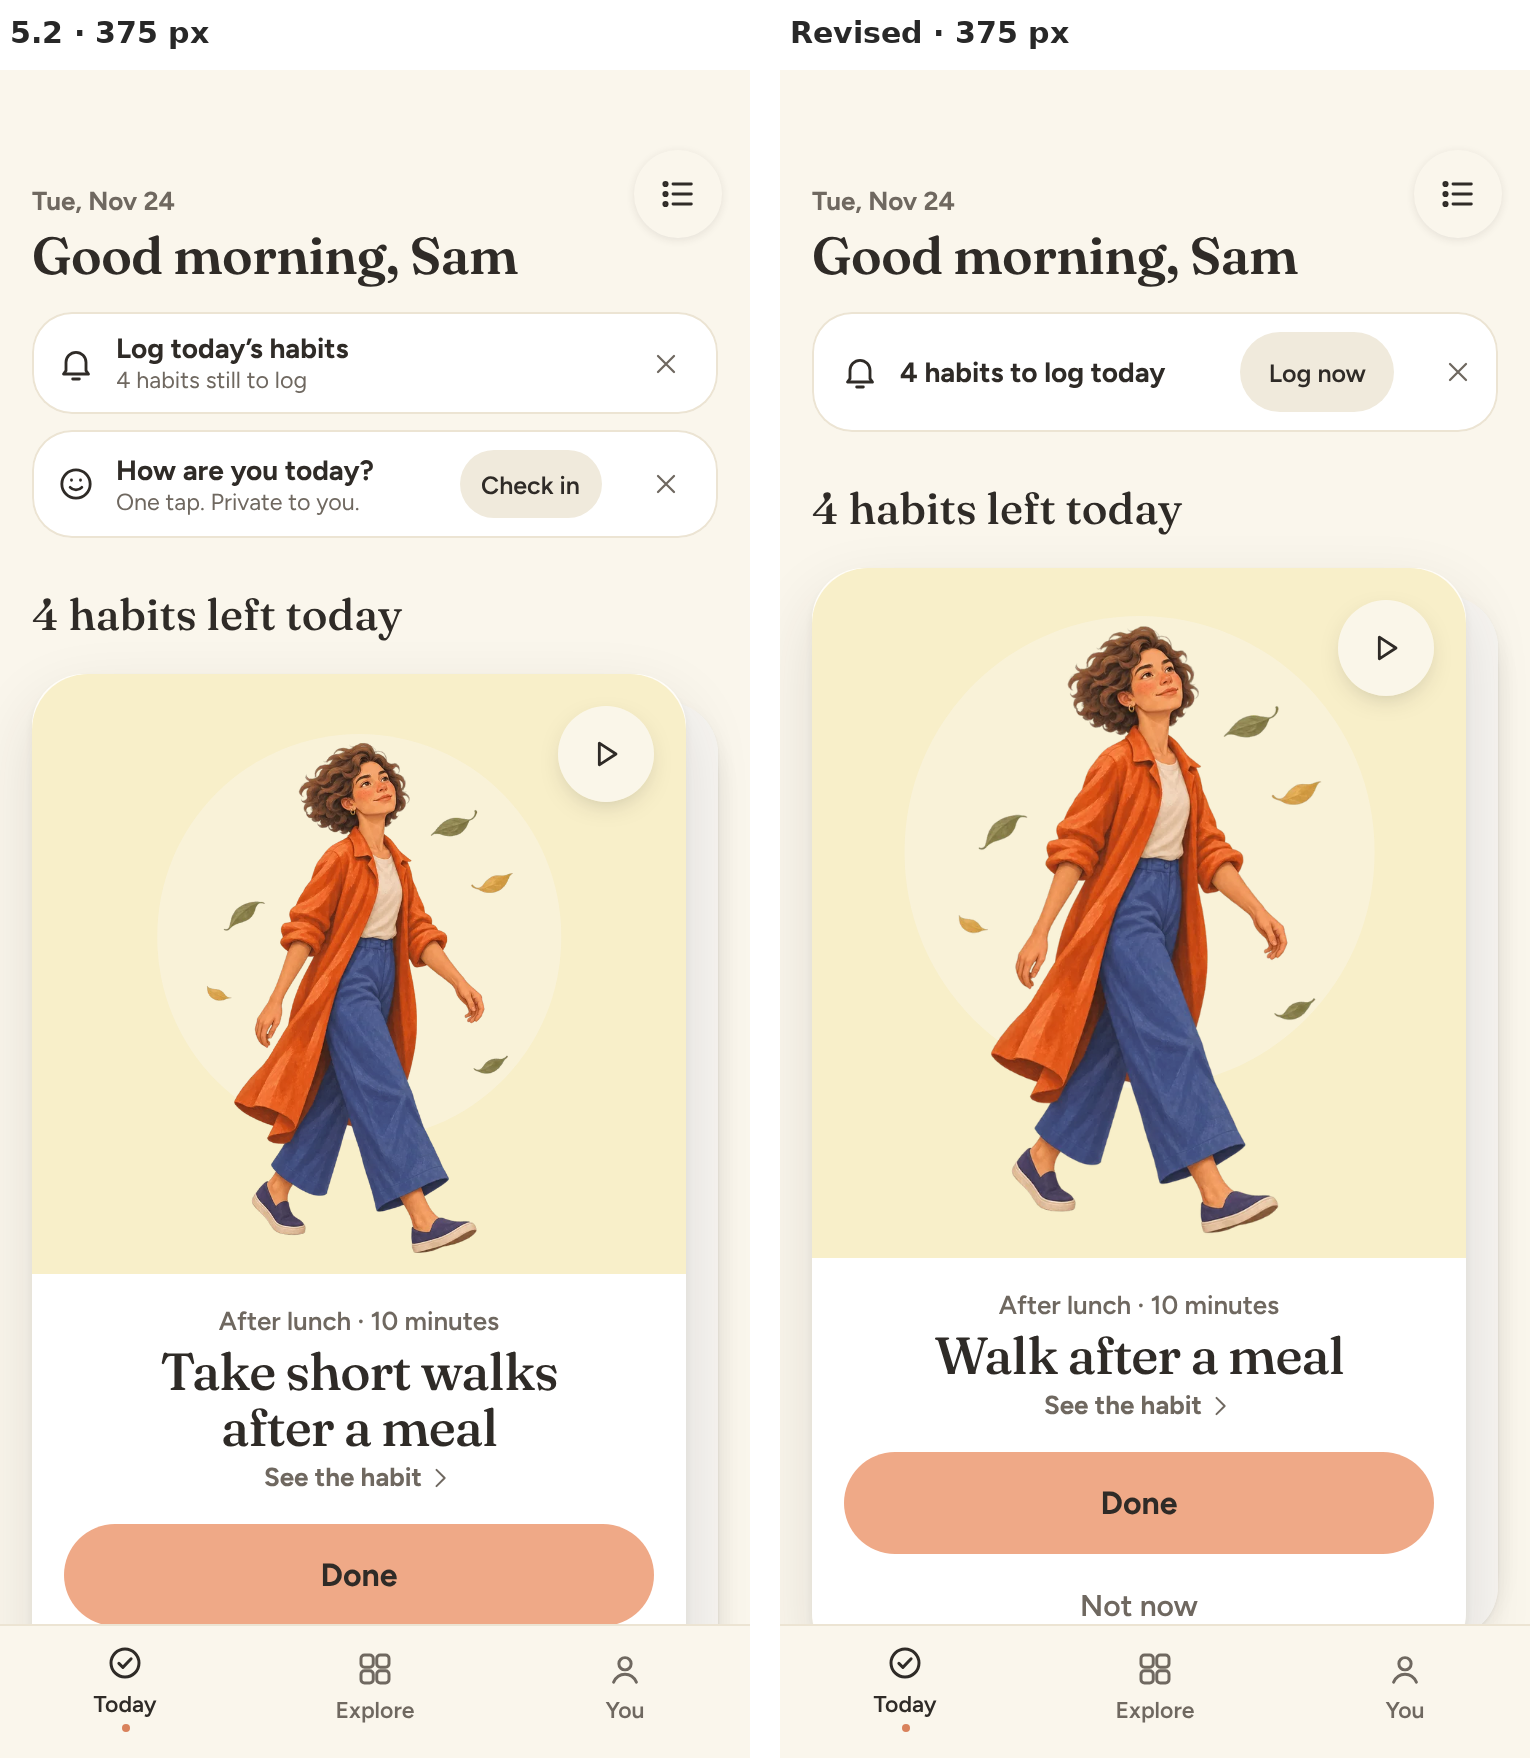 5.2 · 375 px
Tue, Nov 24
Good morning, Sam
Log today’s habits
4 habits still to log
How are you today?
One tap. Private to you.
Check in
4 habits left today
After lunch · 10 minutes
Take short walks
after a meal
See the habit
Done
Today
Explore
You
Revised · 375 px
Tue, Nov 24
Good morning, Sam
4 habits to log today
Log now
4 habits left today
After lunch · 10 minutes
Walk after a meal
See the habit
Done
Not now
Today
Explore
You